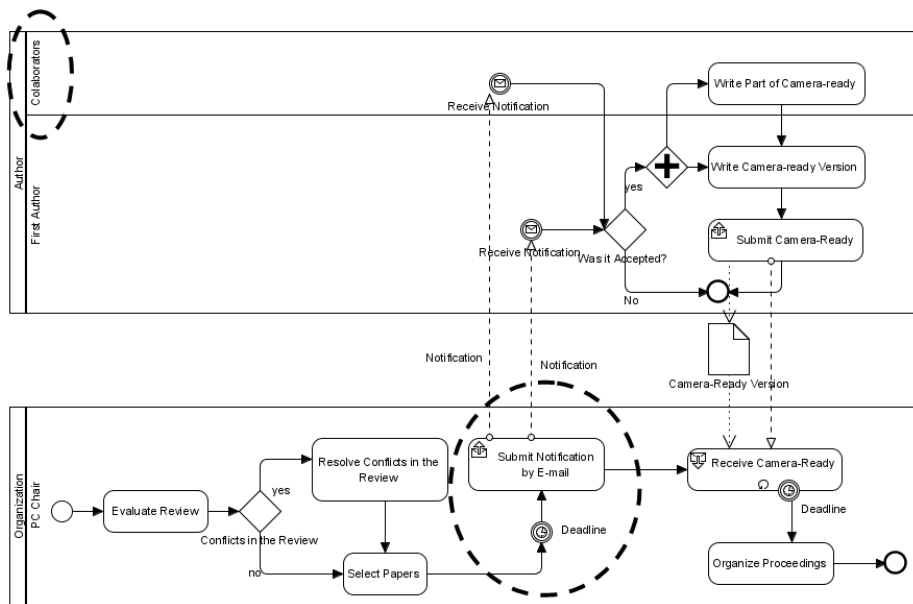 Colaborators
Author
First Author
Receive Notification
Write Part of Camera-ready
yes
Write Camera-ready Version
Receive Notification
Was it Accepted?
Submit Camera-Ready
No
Notification
Notification
Camera-Ready Version
Organization
PC Chair
Evaluate Review
Conflicts in the Review
yes
no
Resolve Conflicts in the
Review
Select Papers
Submit Notification
by E-mail
Deadline
Receive Camera-Ready
Deadline
Organize Proceedings